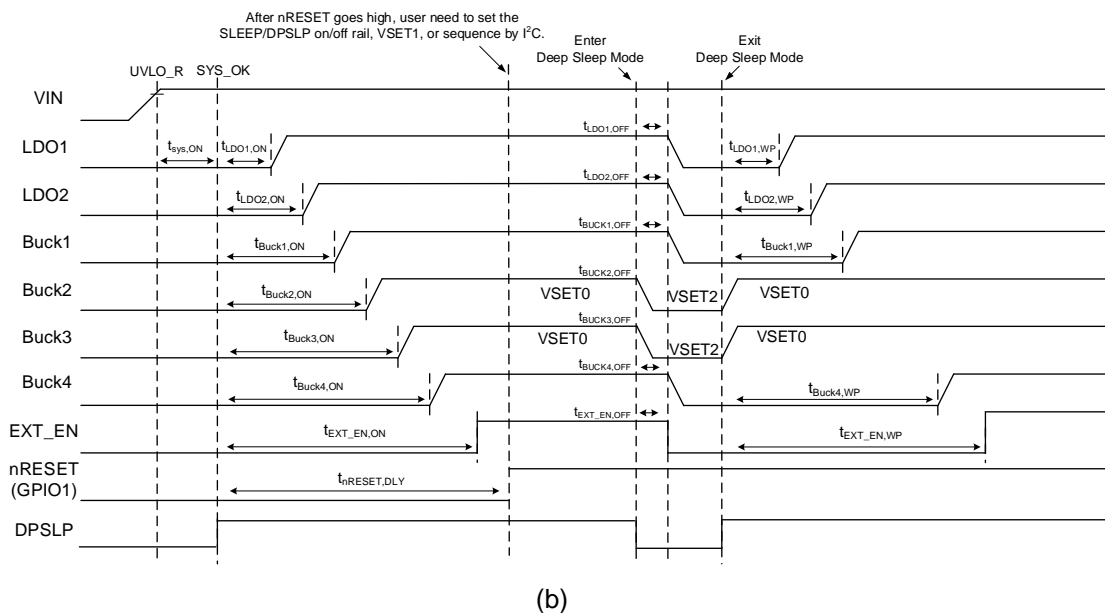 After nRESET goes high, user need to set the
SLEEP/DPSLP on/off rail, VSET1, or sequence by I²C.
Enter
Deep Sleep Mode
Exit
Deep Sleep Mode
UVLO_R SYS_OK
VIN
LDO1
tsys,ON
tLDO1,ON
tLDO1,OFF
tLDO1,WP
LDO2
tLDO2,ON
tLDO2,OFF
tLDO2,WP
Buck1
tBuck1,ON
tBUCK1,OFF
tBuck1,WP
Buck2
tBuck2,ON
tBUCK2,OFF
VSET0
VSET2
VSET0
Buck3
tBuck3,ON
tBUCK3,OFF
VSET0
VSET2
VSET0
Buck4
tBuck4,ON
tBUCK4,OFF
tBuck4,WP
EXT_EN
tEXT_EN,ON
tEXT_EN,OFF
tEXT_EN,WP
nRESET
(GPIO1)
tnRESET,DLY
DPSLP
(b)